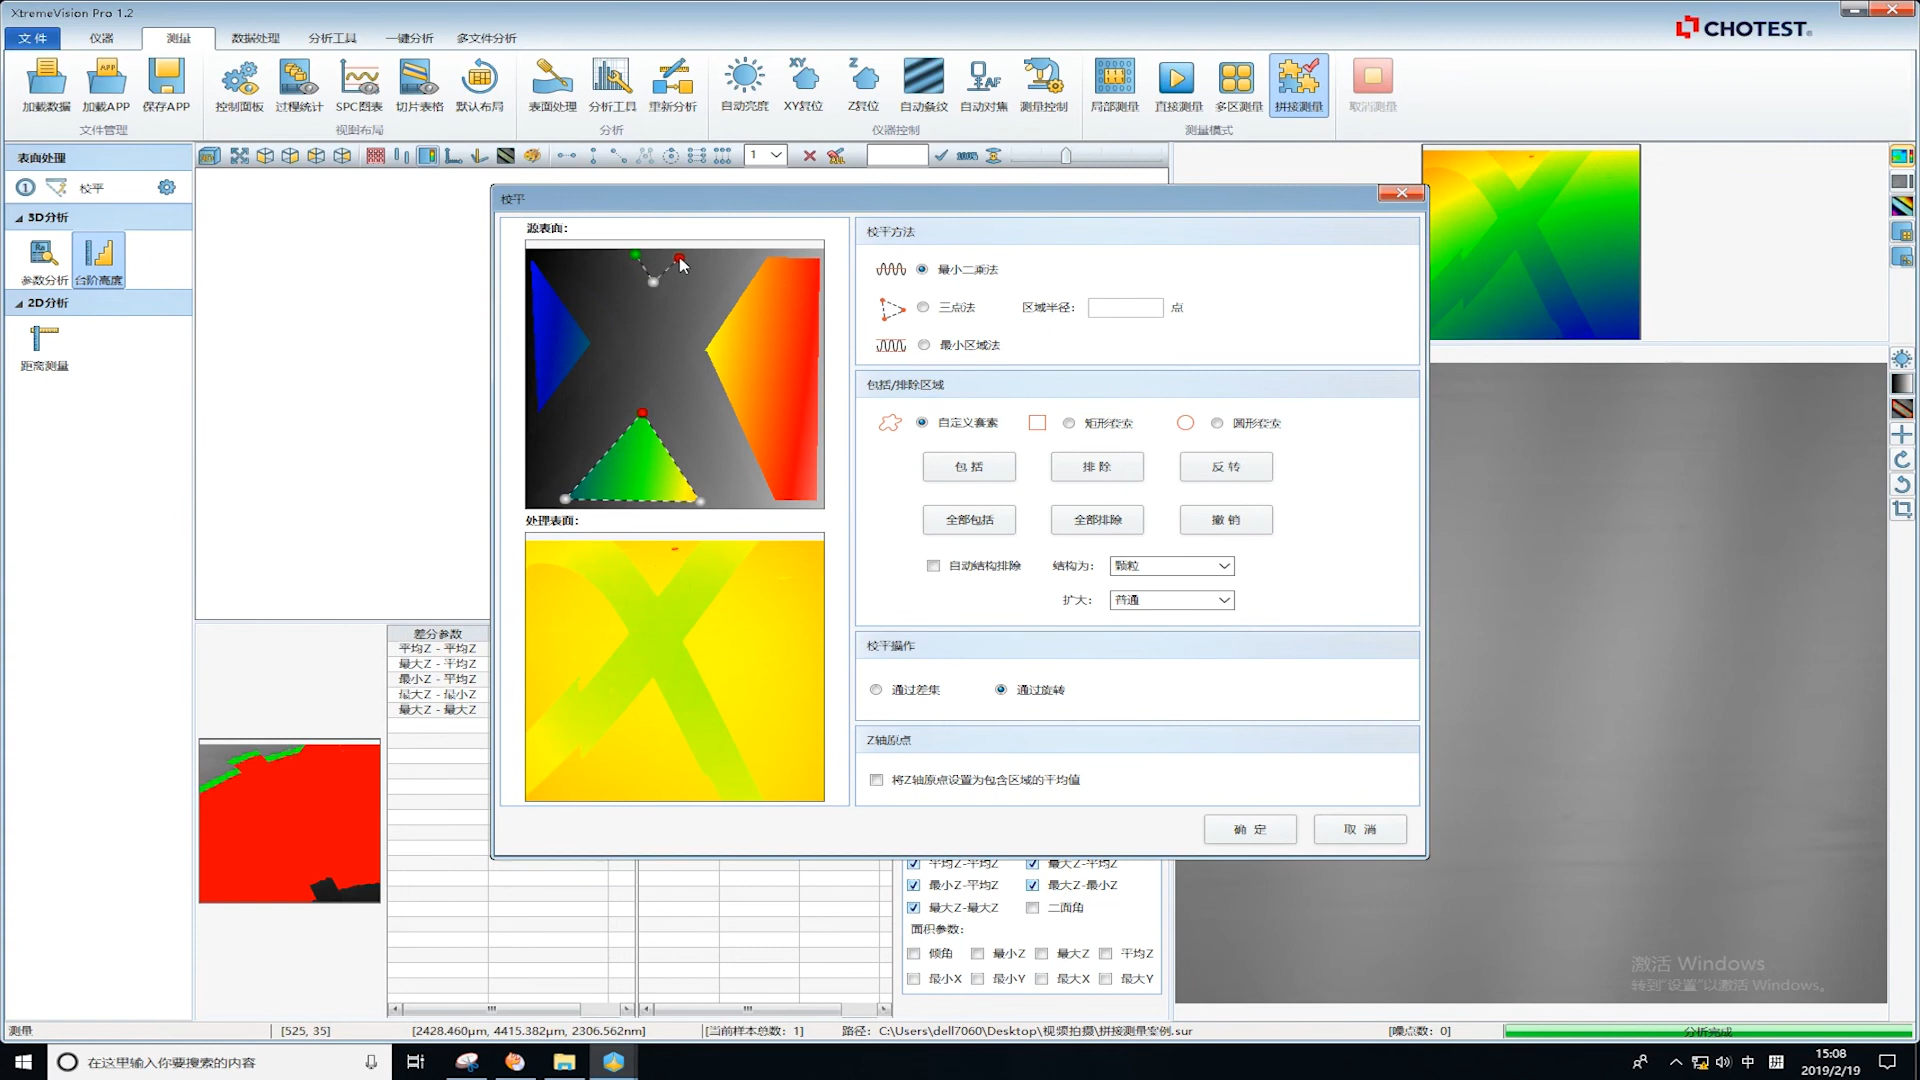 XtremeVision Pro 1.2
CHOTEST.
文件 仪器 测量 数据处理 分析工具 一键分析 多文件分析
加载数据 加载APP 保存APP 控制面板 过程统计 SPC图表 切片表格 默认布局 表面处理 分析工具 重新分析 自动亮度 XY复位 Z复位 自动条纹 自动对焦 测量控制 局部测量 直接测量 多区测量 拼接测量 取消测量
文件管理 视图布局 分析 仪器控制 测量模式
表面处理
1 校平
3D分析
参数分析 台阶高度
2D分析
距离测量
1
100%
校平
源表面:
处理表面:
校平方法
最小二乘法
三点法 区域半径: 点
最小区域法
包括/排除区域
自定义套索 矩形套索 圆形套索
包括 排除 反转
全部包括 全部排除 撤销
自动结构排除 结构为: 颗粒
扩大: 普通
校平操作
通过差集 通过旋转
Z轴原点
将Z轴原点设置为包含区域的平均值
确定 取消
差分参数
平均Z - 平均Z
最大Z - 平均Z
最小Z - 平均Z
最大Z - 最小Z
最大Z - 最大Z
平均Z-平均Z 最大Z-平均Z
最小Z-平均Z 最大Z-最小Z
最大Z-最大Z 二面角
面积参数:
倾角 最小Z 最大Z 平均Z
最小X 最小Y 最大X 最大Y
激活 Windows
转到"设置"以激活 Windows。
测量 [525, 35] [2428.460μm, 4415.382μm, 2306.562nm] [当前样本总数: 1] 路径: C:\Users\dell7060\Desktop\视频拍摄\拼接测量案例.sur [噪点数: 0] 分析完成
在这里输入你要搜索的内容
中
拼
15:08
2019/2/19